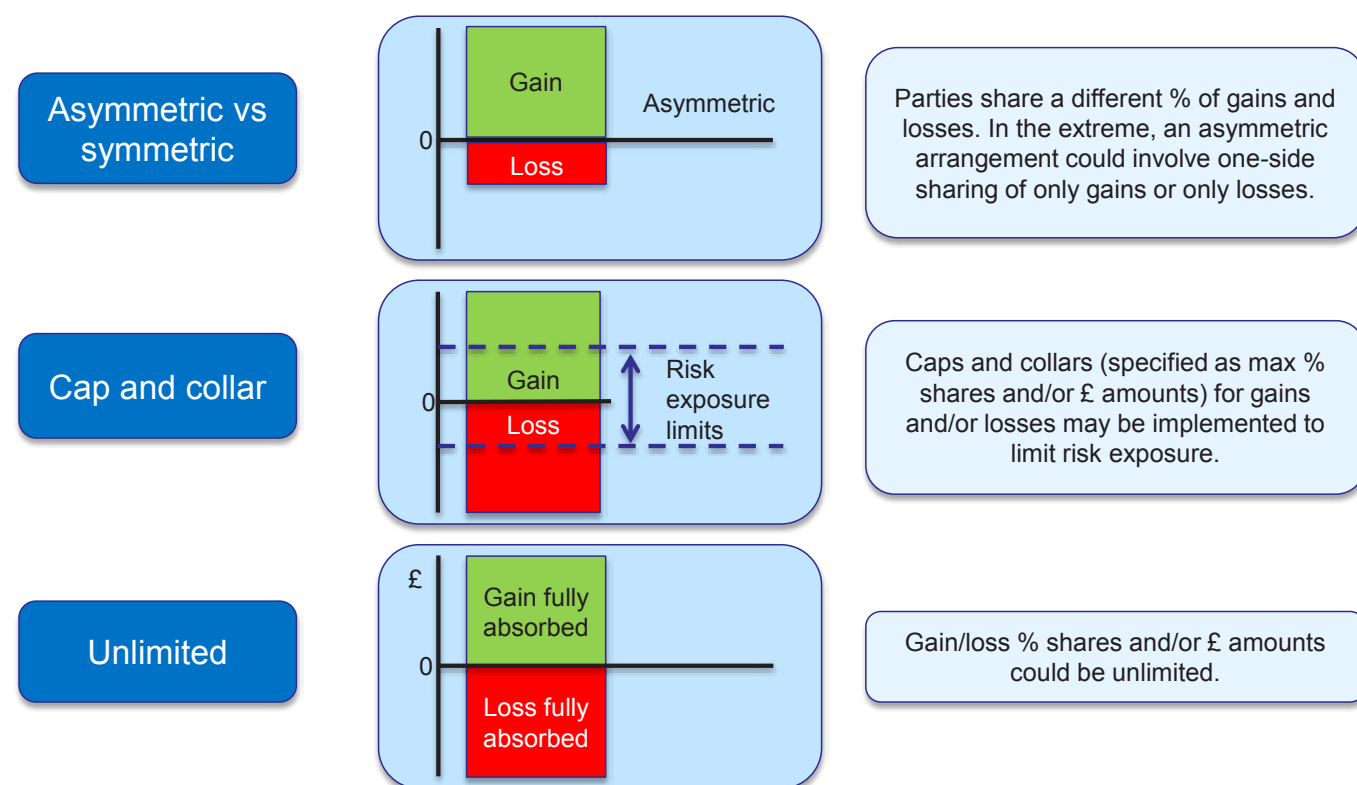 Asymmetric vs
symmetric
Gain
Asymmetric
0
Loss
Parties share a different % of gains and
losses. In the extreme, an asymmetric
arrangement could involve one-side
sharing of only gains or only losses.
Cap and collar
Gain
0
Loss
Risk
exposure
limits
Caps and collars (specified as max %
shares and/or £ amounts) for gains
and/or losses may be implemented to
limit risk exposure.
Unlimited
£
Gain fully
absorbed
0
Loss fully
absorbed
Gain/loss % shares and/or £ amounts
could be unlimited.